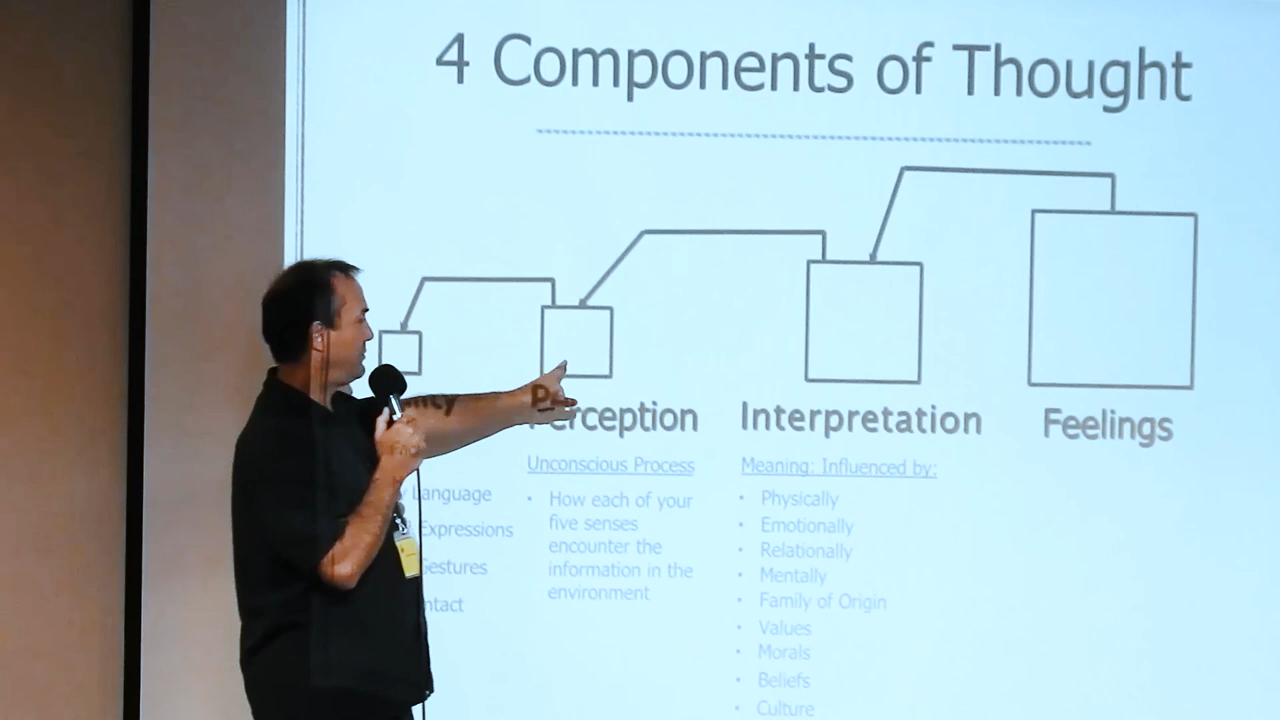 4 Components of Thought
Perception
Interpretation
Feelings
Unconscious Process
• How each of your
five senses
encounter the
information in the
environment
Meaning: Influenced by:
• Physically
• Emotionally
• Relationally
• Mentally
• Family of Origin
• Values
• Morals
• Beliefs
• Culture
Language
Expressions
Gestures